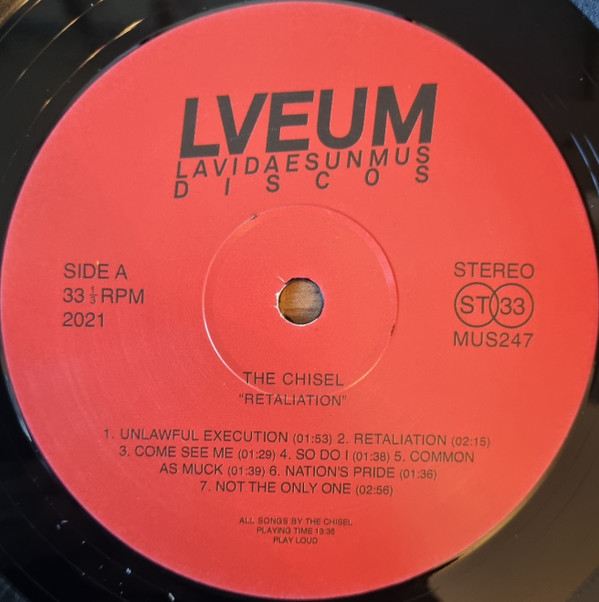 LVEUM
LAVIDAESUNMUS
DISCOS
SIDE A
33 1/3 RPM
2021
STEREO
ST 33
MUS247
THE CHISEL
"RETALIATION"
1. UNLAWFUL EXECUTION (01:53) 2. RETALIATION (02:15)
3. COME SEE ME (01:29) 4. SO DO I (01:38) 5. COMMON
AS MUCK (01:39) 6. NATION'S PRIDE (01:36)
7. NOT THE ONLY ONE (02:56)
ALL SONGS BY THE CHISEL
PLAYING TIME 13:36
PLAY LOUD